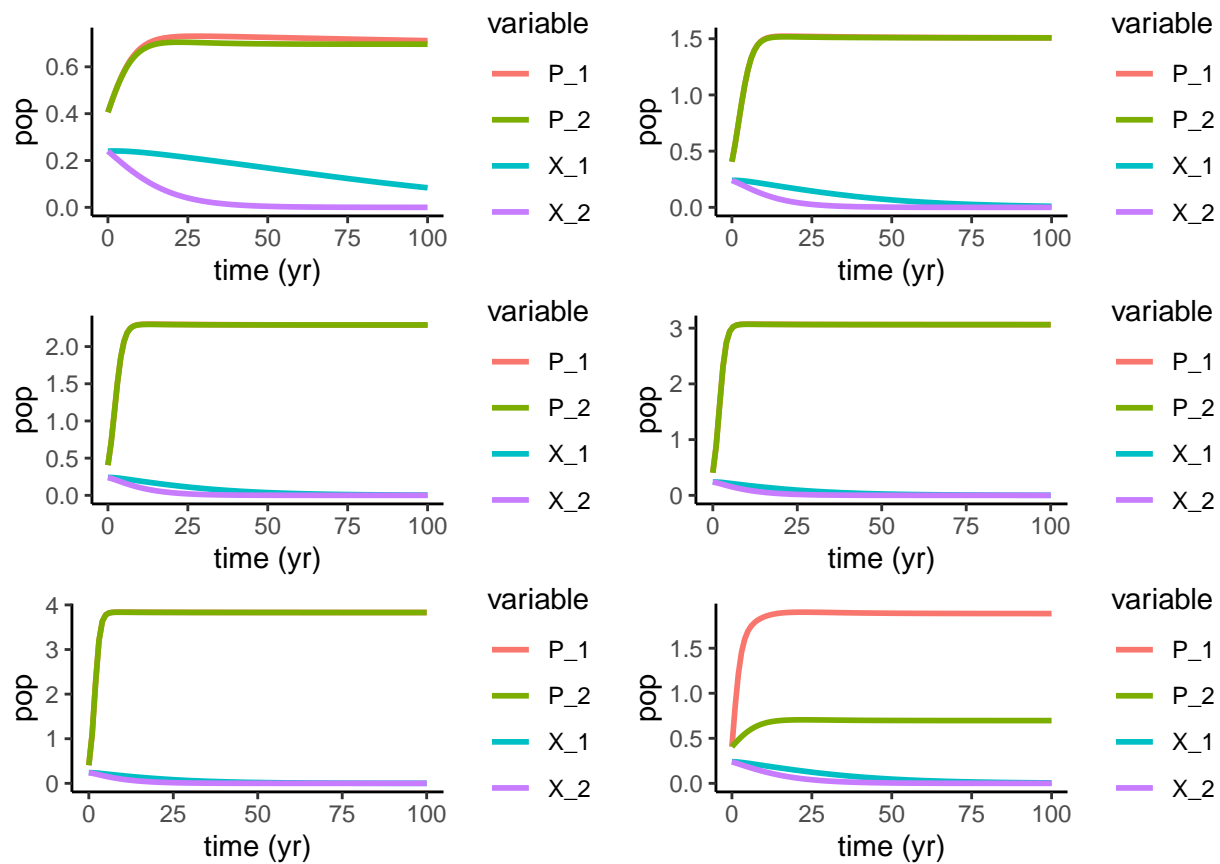 variable
pop
0.6
0.4
0.2
0.0
P_1
P_2
X_1
X_2
0 25 50 75 100
time (yr)
variable
pop
1.5
1.0
0.5
0.0
P_1
P_2
X_1
X_2
0 25 50 75 100
time (yr)
variable
pop
2.0
1.5
1.0
0.5
0.0
P_1
P_2
X_1
X_2
0 25 50 75 100
time (yr)
variable
pop
3
2
1
0
P_1
P_2
X_1
X_2
0 25 50 75 100
time (yr)
variable
pop
4
3
2
1
0
P_1
P_2
X_1
X_2
0 25 50 75 100
time (yr)
variable
pop
1.5
1.0
0.5
0.0
P_1
P_2
X_1
X_2
0 25 50 75 100
time (yr)